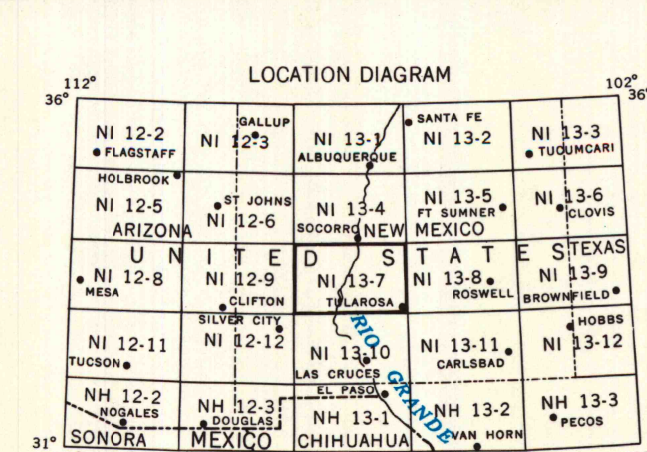 LOCATION DIAGRAM
112°
102°
36°
36°
NI 12-2
FLAGSTAFF
GALLUP
NI 12-3
NI 13-1
ALBUQUERQUE
SANTA FE
NI 13-2
NI 13-3
TUCUMCARI
HOLBROOK
NI 12-5
ST JOHNS
NI 12-6
NI 13-4
SOCORRO
NI 13-5
FT SUMNER
NI 13-6
CLOVIS
ARIZONA
NEW MEXICO
UNITED STATES
TEXAS
NI 12-8
MESA
NI 12-9
CLIFTON
NI 13-7
TULAROSA
NI 13-8
ROSWELL
NI 13-9
BROWNFIELD
SILVER CITY
NI 12-11
TUCSON
NI 12-12
NI 13-10
LAS CRUCES
NI 13-11
CARLSBAD
HOBBS
NI 13-12
RIO GRANDE
NH 12-2
NOGALES
NH 12-3
DOUGLAS
EL PASO
NH 13-1
NH 13-2
VAN HORN
NH 13-3
PECOS
31°
SONORA
MEXICO
CHIHUAHUA